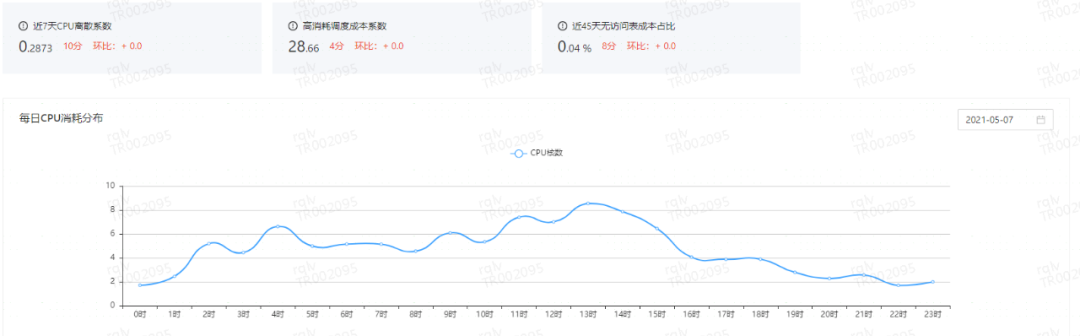 近7天CPU离散系数
0.2873 10分 环比：+ 0.0
高消耗调度成本系数
28.66 4分 环比：+ 0.0
近45天无访问表成本占比
0.04 % 8分 环比：+ 0.0
每日CPU消耗分布
2021-05-07
CPU核数
10
8
6
4
2
0
0时 1时 2时 3时 4时 5时 6时 7时 8时 9时 10时 11时 12时 13时 14时 15时 16时 17时 18时 19时 20时 21时 22时 23时
rqlv
TR002095